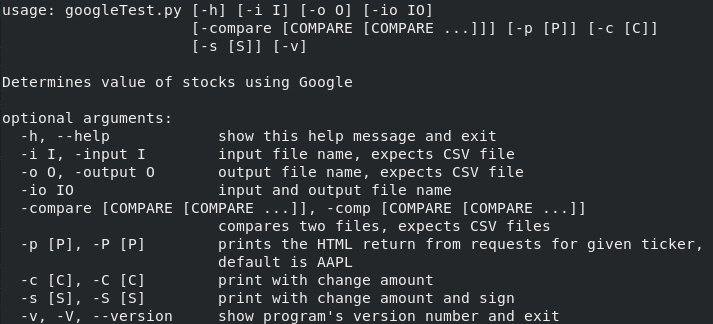 usage: googleTest.py [-h] [-i I] [-o O] [-io IO]
                     [-compare [COMPARE [COMPARE ...]]] [-p [P]] [-c [C]]
                     [-s [S]] [-v]

Determines value of stocks using Google

optional arguments:
  -h, --help            show this help message and exit
  -i I, -input I        input file name, expects CSV file
  -o O, -output O       output file name, expects CSV file
  -io IO                input and output file name
  -compare [COMPARE [COMPARE ...]], -comp [COMPARE [COMPARE ...]]
                        compares two files, expects CSV files
  -p [P], -P [P]        prints the HTML return from requests for given ticker,
                        default is AAPL
  -c [C], -C [C]        print with change amount
  -s [S], -S [S]        print with change amount and sign
  -v, -V, --version     show program's version number and exit